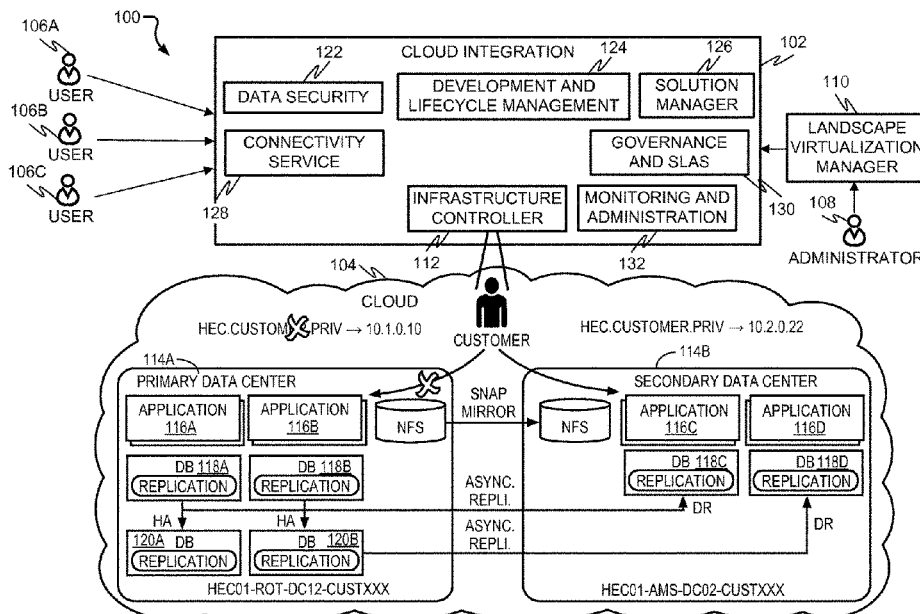 100
106A
USER
106B
USER
106C
USER
CLOUD INTEGRATION
102
122
DATA SECURITY
124
DEVELOPMENT AND
LIFECYCLE MANAGEMENT
126
SOLUTION
MANAGER
CONNECTIVITY
SERVICE
128
GOVERNANCE
AND SLAS
130
INFRASTRUCTURE
CONTROLLER
112
MONITORING AND
ADMINISTRATION
132
110
LANDSCAPE
VIRTUALIZATION
MANAGER
108
ADMINISTRATOR
104
CLOUD
CUSTOMER
HEC.CUSTOM PRIV → 10.1.0.10
HEC.CUSTOMER.PRIV → 10.2.0.22
114A
PRIMARY DATA CENTER
APPLICATION
116A
APPLICATION
116B
NFS
DB 118A
REPLICATION
DB 118B
REPLICATION
HA
HA
120A
DB
REPLICATION
120B
DB
REPLICATION
HEC01-ROT-DC12-CUSTXXX
SNAP
MIRROR
ASYNC.
REPLI.
ASYNC.
REPLI.
114B
SECONDARY DATA CENTER
NFS
APPLICATION
116C
APPLICATION
116D
DB 118C
REPLICATION
DB 118D
REPLICATION
DR
DR
HEC01-AMS-DC02-CUSTXXX